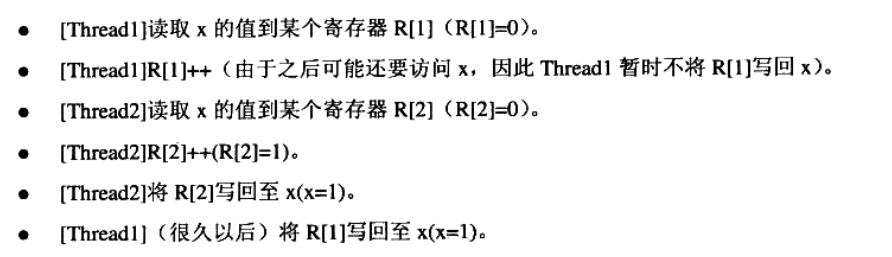 ● [Thread1]读取 x 的值到某个寄存器 R[1]（R[1]=0）。
● [Thread1]R[1]++（由于之后可能还要访问 x，因此 Thread1 暂时不将 R[1]写回 x）。
● [Thread2]读取 x 的值到某个寄存器 R[2]（R[2]=0）。
● [Thread2]R[2]++(R[2]=1)。
● [Thread2]将 R[2]写回至 x(x=1)。
● [Thread1]（很久以后）将 R[1]写回至 x(x=1)。